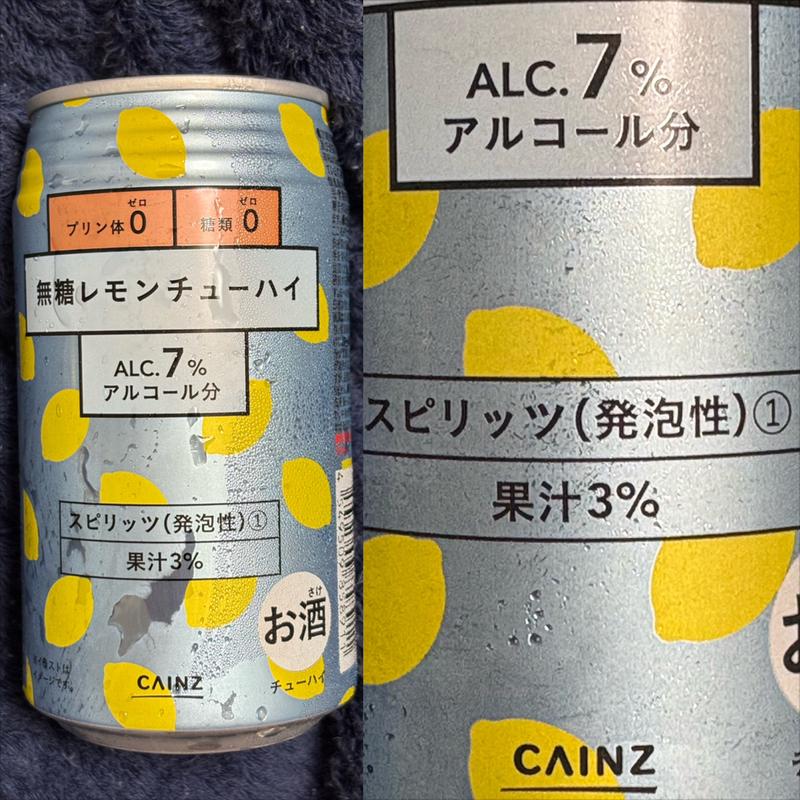 プリン体0 ゼロ
糖類0 ゼロ
無糖レモンチューハイ
ALC.7%
アルコール分
スピリッツ(発泡性)①
果汁3%
お酒 さけ
チューハイ
CAINZ
ALC.7%
アルコール分
スピリッツ(発泡性)①
果汁3%
CAINZ